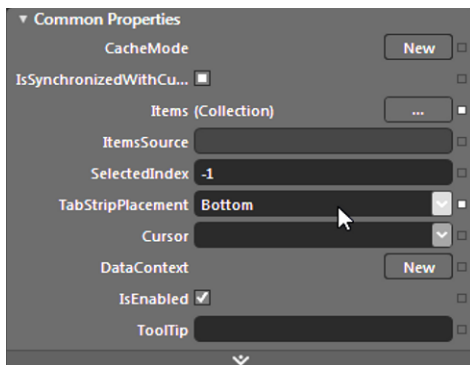 Common Properties
CacheMode New
IsSynchronizedWithCu...
Items (Collection) ...
ItemsSource
SelectedIndex -1
TabStripPlacement Bottom
Cursor
DataContext New
IsEnabled
ToolTip